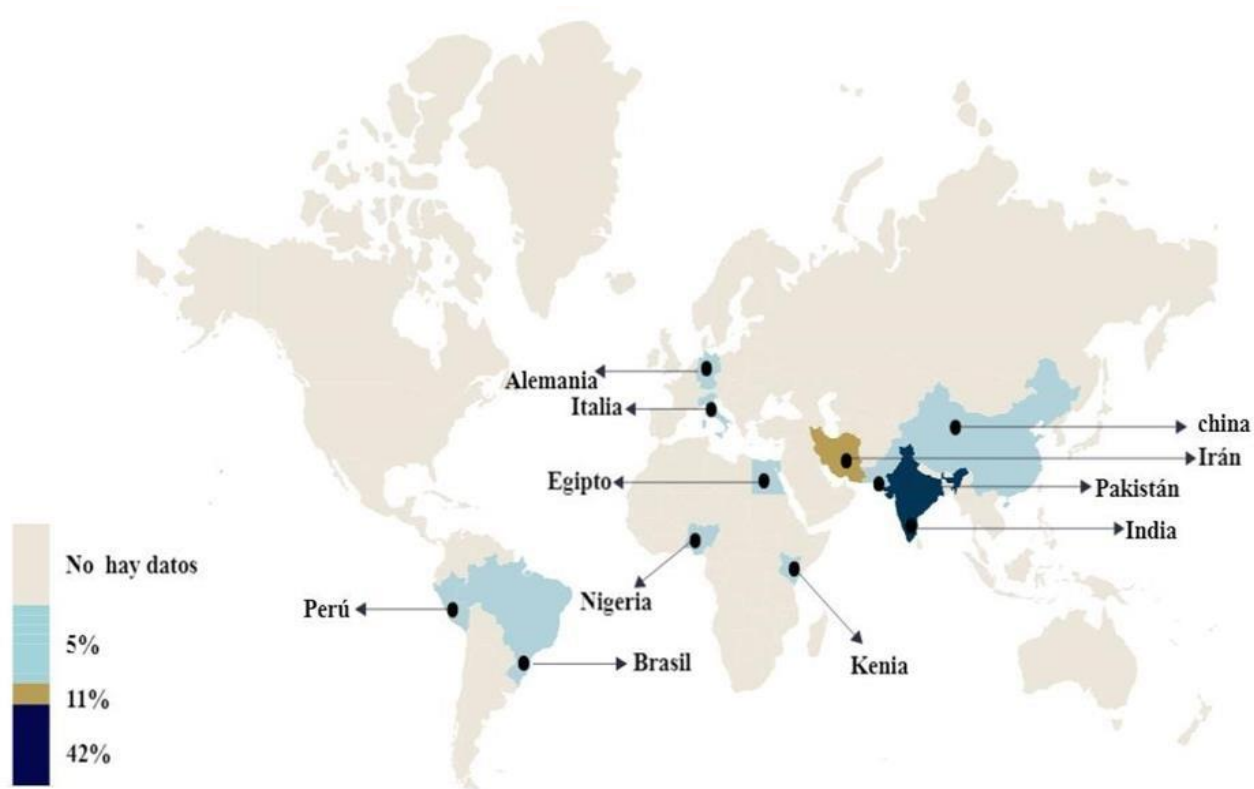 Alemania
Italia
china
Irán
Egipto
Pakistán
India
No hay datos
Nigeria
Perú
5%
Brasil
Kenia
11%
42%